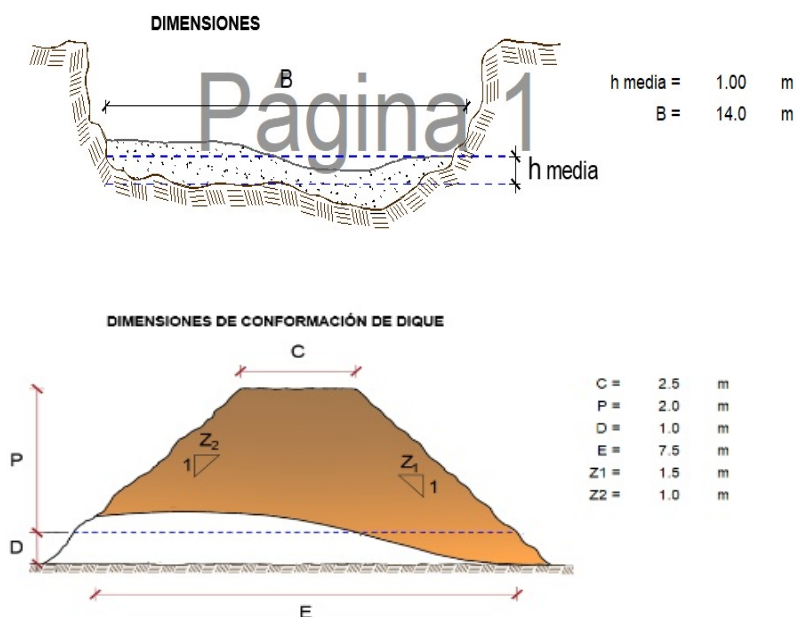 DIMENSIONES
Página 1
B
h media = 1.00 m
B = 14.0 m
h media
DIMENSIONES DE CONFORMACIÓN DE DIQUE
C
C = 2.5 m
P = 2.0 m
D = 1.0 m
E = 7.5 m
Z1 = 1.5 m
Z2 = 1.0 m
P
Z2
1
Z1
1
D
E